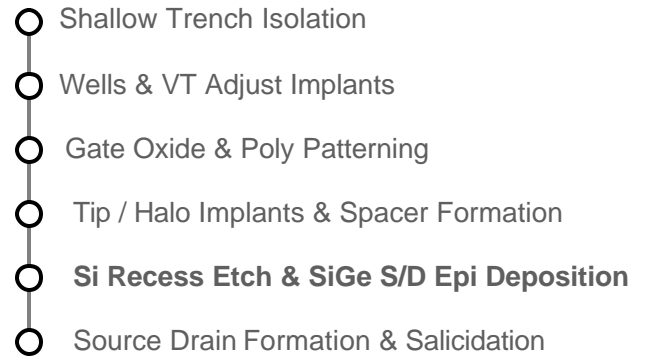 Shallow Trench Isolation
Wells & VT Adjust Implants
Gate Oxide & Poly Patterning
Tip / Halo Implants & Spacer Formation
Si Recess Etch & SiGe S/D Epi Deposition
Source Drain Formation & Salicidation